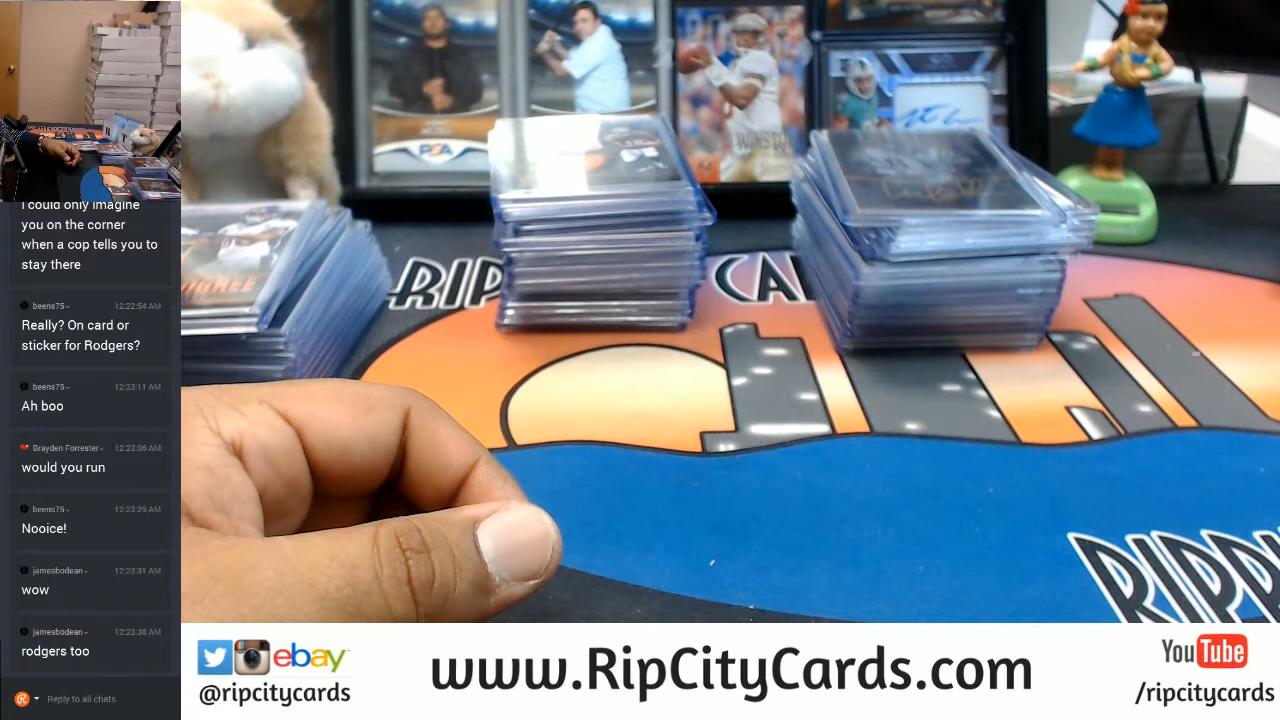 I could only imagine
you on the corner
when a cop tells you to
stay there
beens75
12:22:54 AM
Really? On card or
sticker for Rodgers?
beens75
12:23:11 AM
Ah boo
Brayden Forrester
12:23:06 AM
would you run
beens75
12:23:25 AM
Nooice!
jamesbodean
12:23:31 AM
wow
jamesbodean
12:23:38 AM
rodgers too
Reply to all chats
PSA
WINSTON
RIP
CA
RIPPI
ebay
@ripcitycards
www.RipCityCards.com
YouTube
/ripcitycards